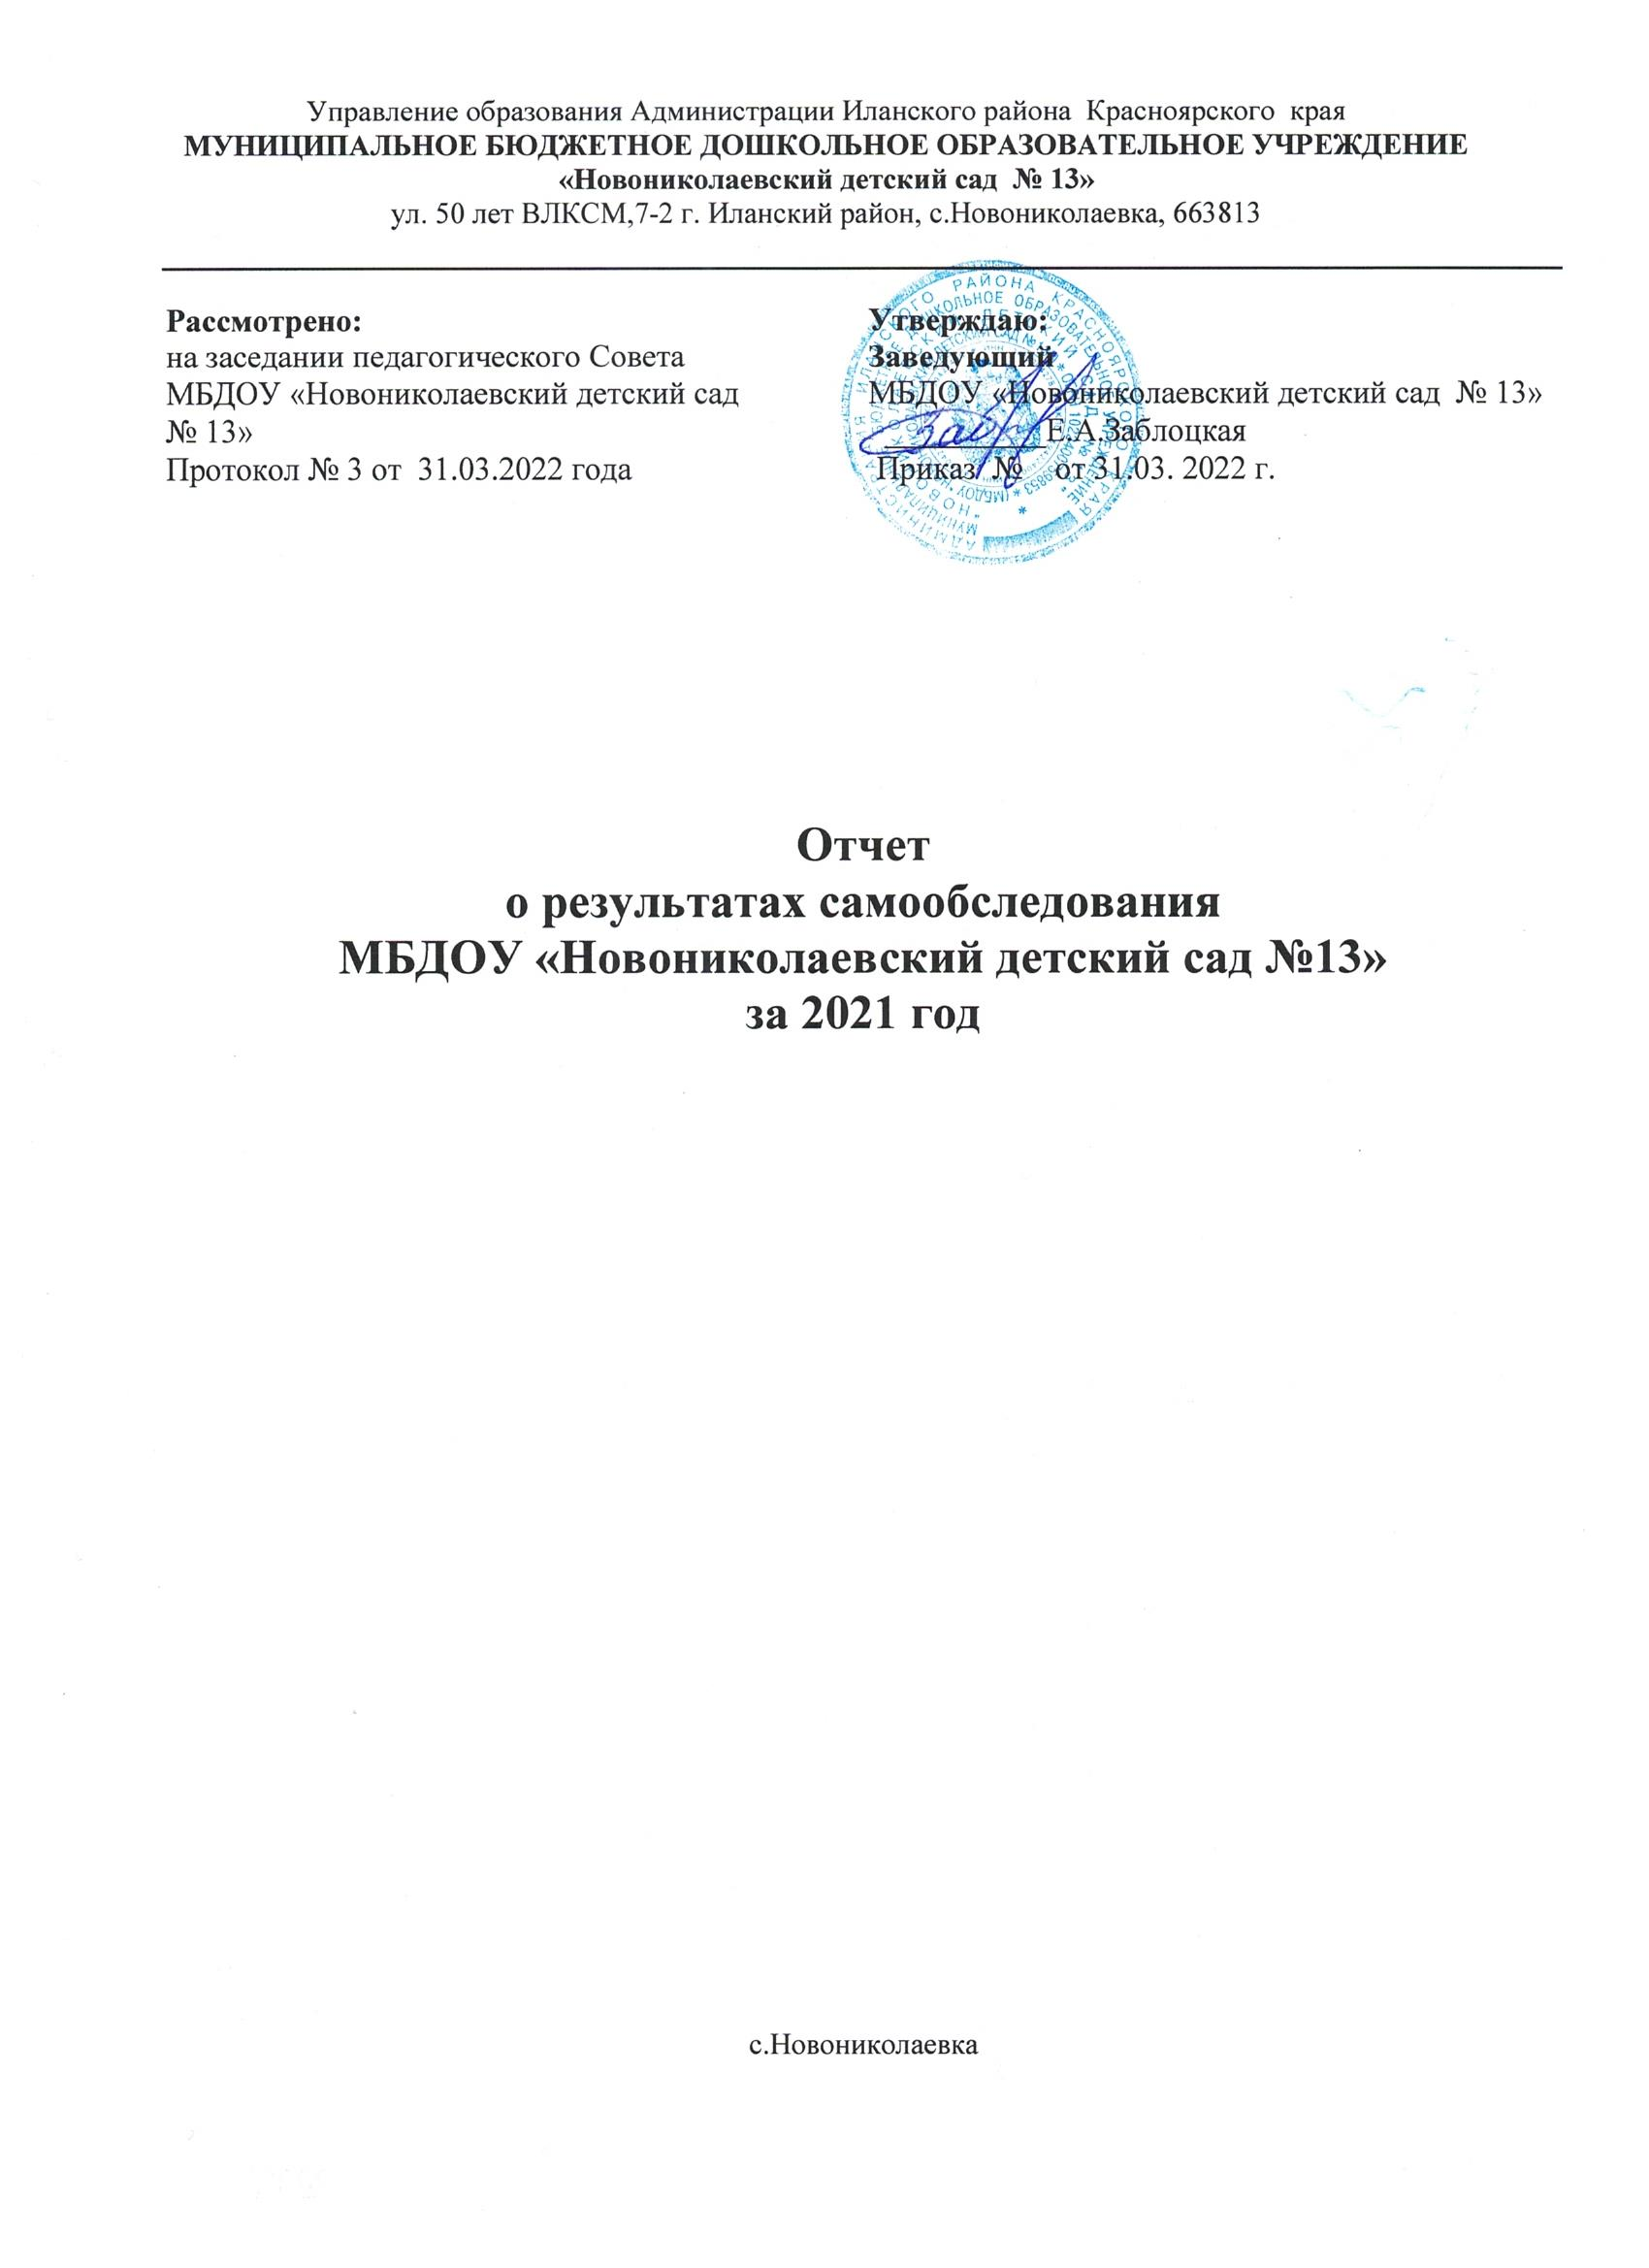 Управление образования Администрации Иланского района  Красноярского  края
МУНИЦИПАЛЬНОЕ БЮДЖЕТНОЕ ДОШКОЛЬНОЕ ОБРАЗОВАТЕЛЬНОЕ УЧРЕЖДЕНИЕ
«Новониколаевский детский сад  № 13»
ул. 50 лет ВЛКСМ,7-2 г. Иланский район, с.Новониколаевка, 663813
Рассмотрено:
на заседании педагогического Совета
МБДОУ «Новониколаевский детский сад
№ 13»
Протокол № 3 от  31.03.2022 года
Утверждаю:
Заведующий
МБДОУ «Новониколаевский детский сад  № 13»
Е.А.Заблоцкая
Приказ  №    от 31.03. 2022 г.
Отчет
о результатах самообследования
МБДОУ «Новониколаевский детский сад №13»
за 2021 год
с.Новониколаевка